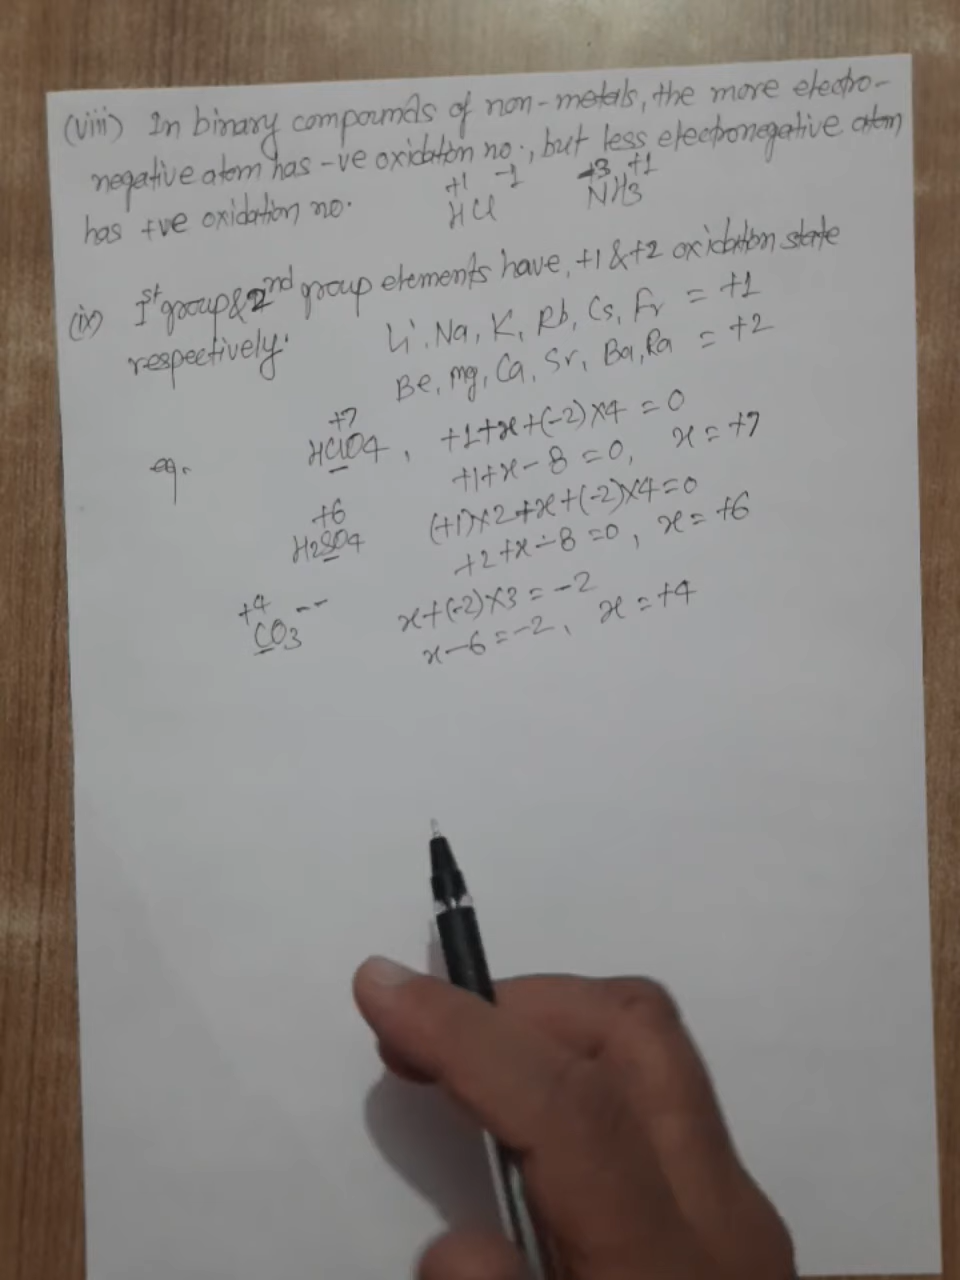 (viii) In binary compounds of non-metals, the more electro-
negative atom has -ve oxidation no., but less electronegative atom
has +ve oxidation no.
+1 -1 +3 +1
HCl NH3
(ix) Ist group & 2nd group elements have, +1 & +2 oxidation state
respectively.
Li, Na, K, Rb, Cs, Fr = +1
Be, Mg, Ca, Sr, Ba, Ra = +2
+7
eg. HClO4, +1+x+(-2)×4 = 0
+1+x-8=0, x=+7
+6
H2SO4 (+1)×2+x+(-2)×4=0
+2+x-8=0, x=+6
+4
CO3-- x+(-2)×3=-2
x-6=-2, x=+4